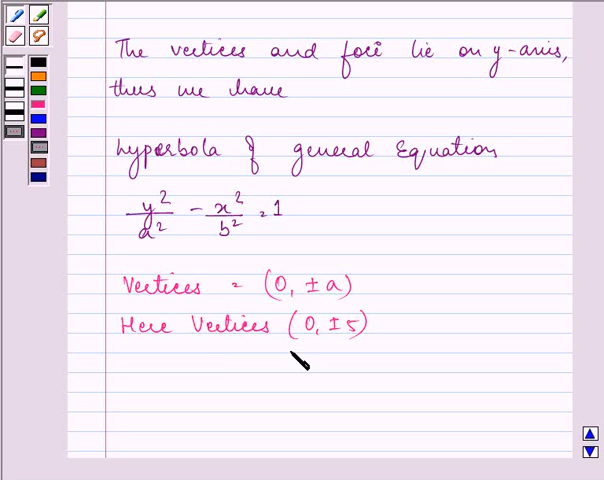 The vertices and foci lie on y-axis,
thus we have
hyperbola of general Equation
y²/a² - x²/b² = 1
Vertices = (0, ±a)
Here Vertices (0, ±5)